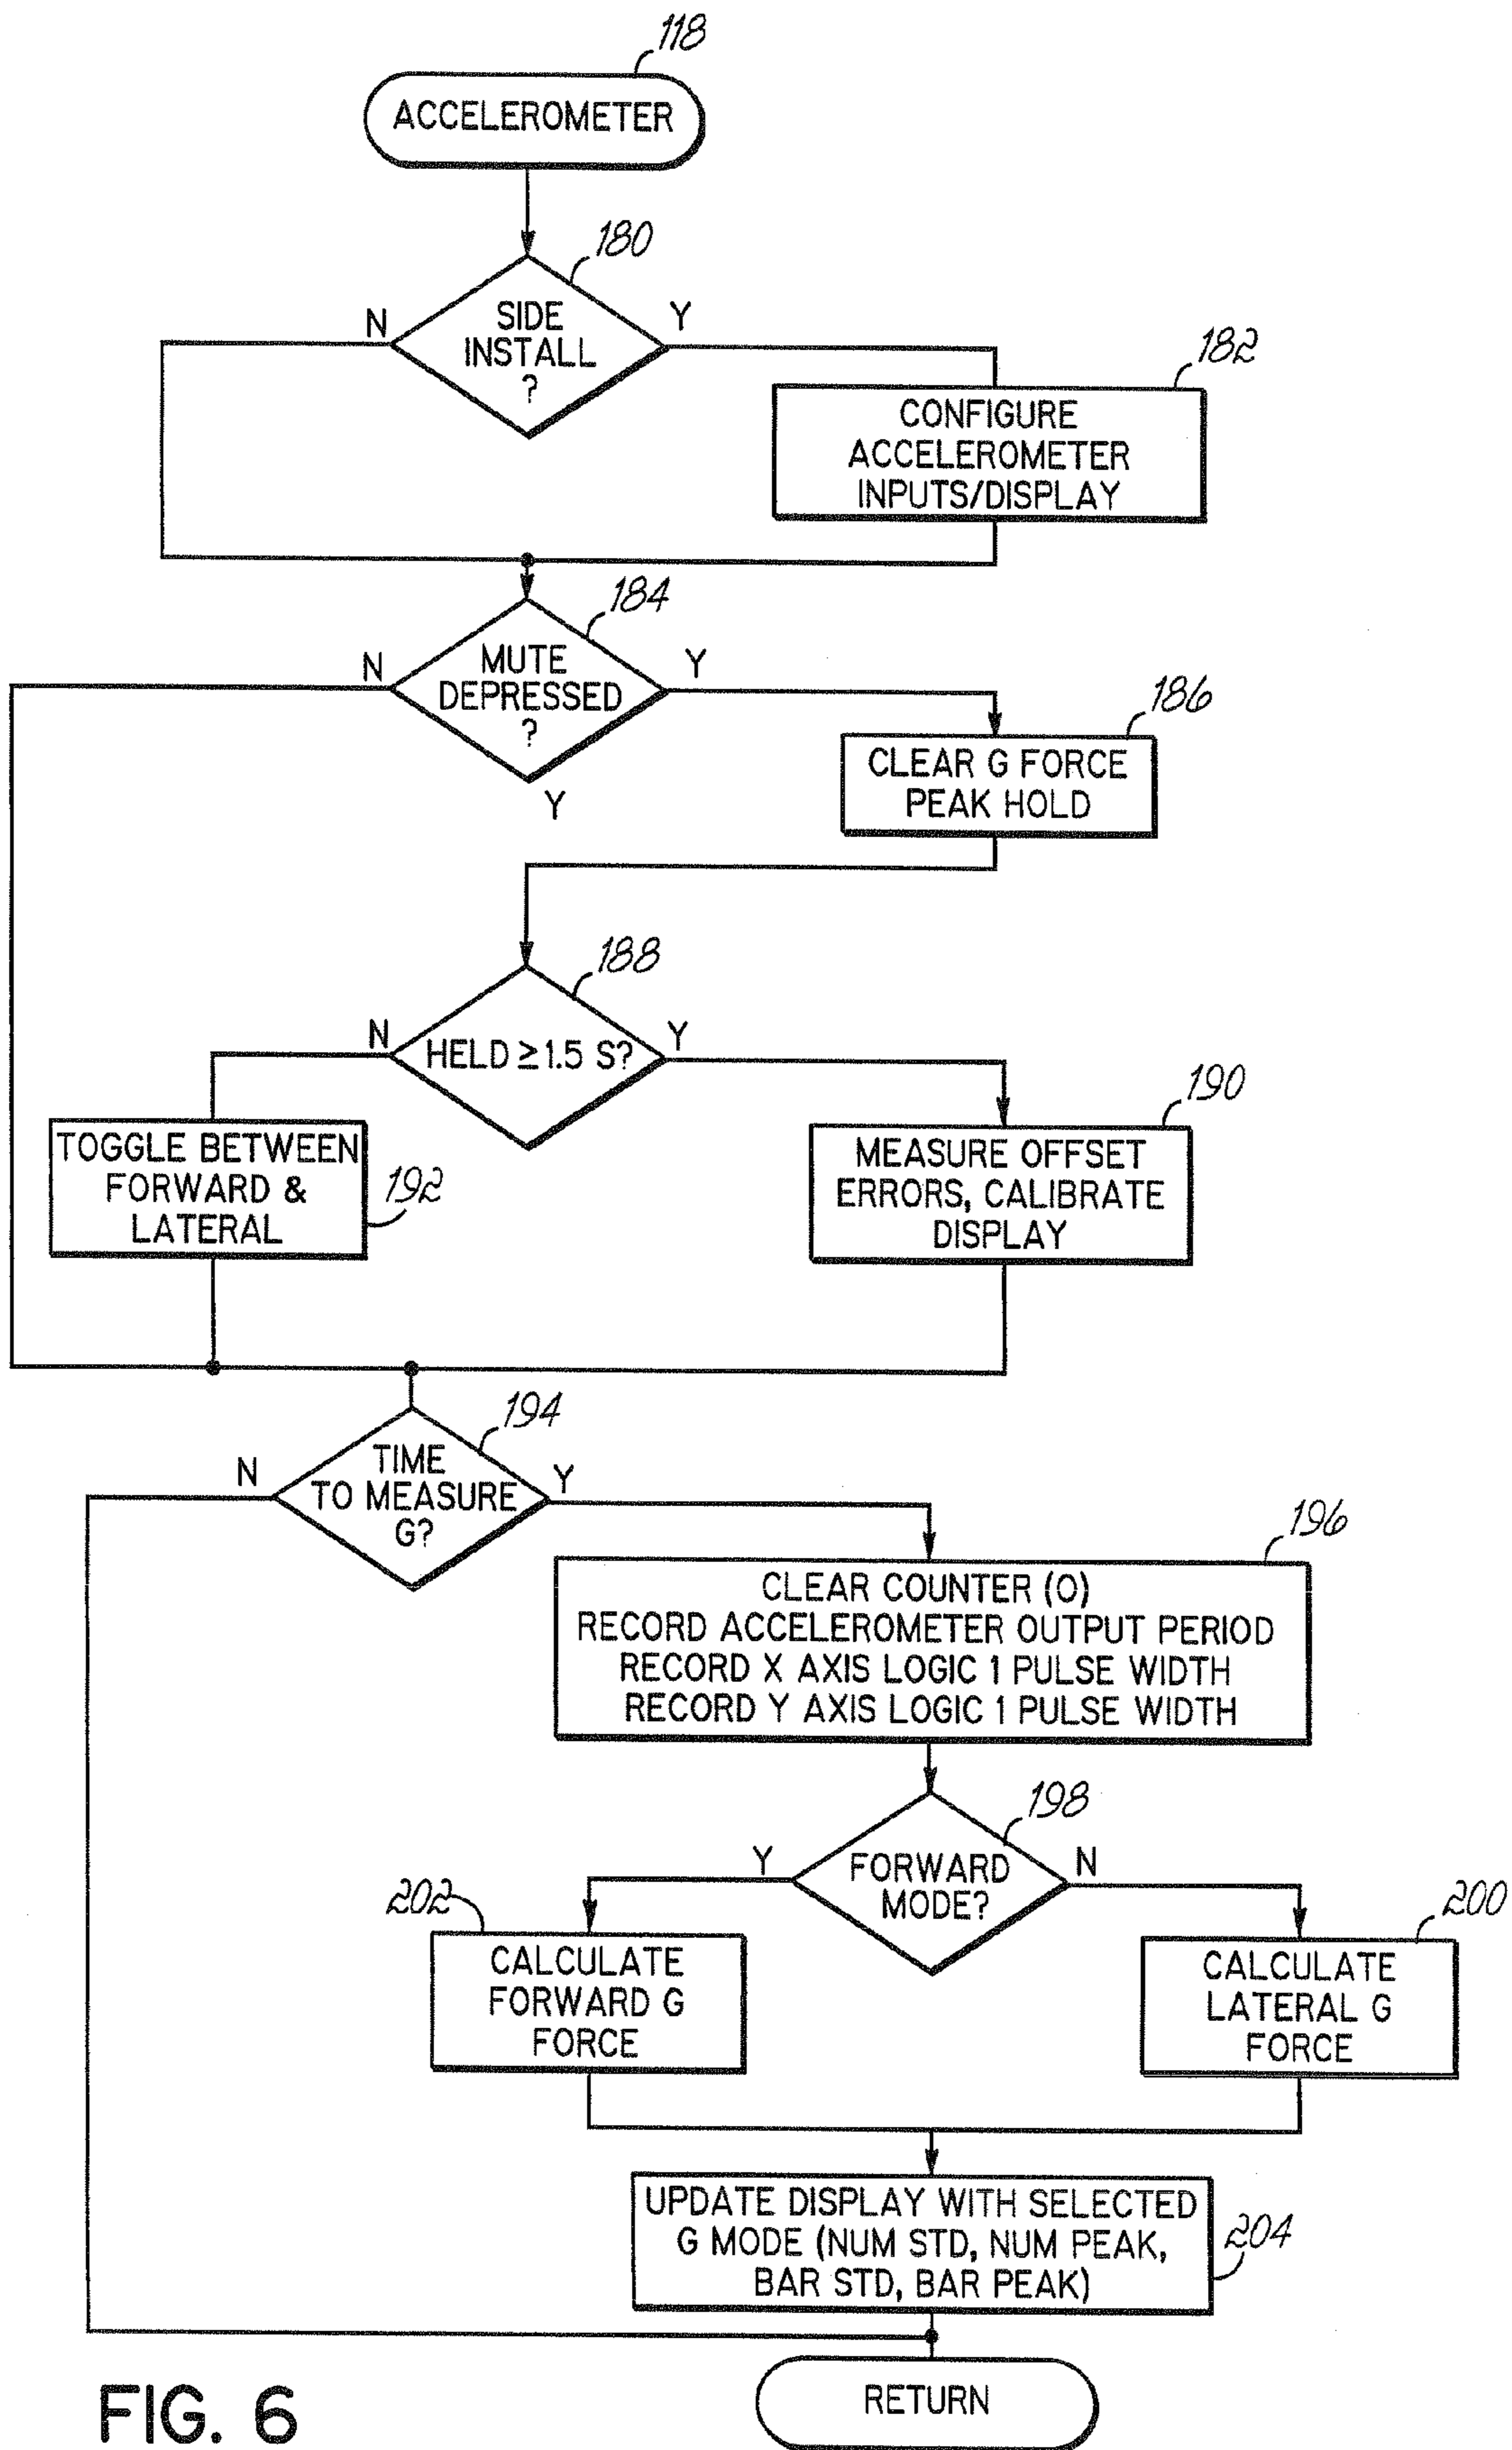 118
ACCELEROMETER
180
N
SIDE
INSTALL
?
Y
182
CONFIGURE
ACCELEROMETER
INPUTS/DISPLAY
184
N
MUTE
DEPRESSED
?
Y
Y
186
CLEAR G FORCE
PEAK HOLD
188
N
HELD ≥ 1.5 S?
Y
190
TOGGLE BETWEEN
FORWARD &
LATERAL
192
MEASURE OFFSET
ERRORS, CALIBRATE
DISPLAY
194
N
TIME
TO MEASURE
G?
Y
196
CLEAR COUNTER (0)
RECORD ACCELEROMETER OUTPUT PERIOD
RECORD X AXIS LOGIC 1 PULSE WIDTH
RECORD Y AXIS LOGIC 1 PULSE WIDTH
198
Y
FORWARD
MODE?
N
202
CALCULATE
FORWARD G
FORCE
200
CALCULATE
LATERAL G
FORCE
UPDATE DISPLAY WITH SELECTED
G MODE (NUM STD, NUM PEAK,
BAR STD, BAR PEAK)
204
RETURN
FIG. 6